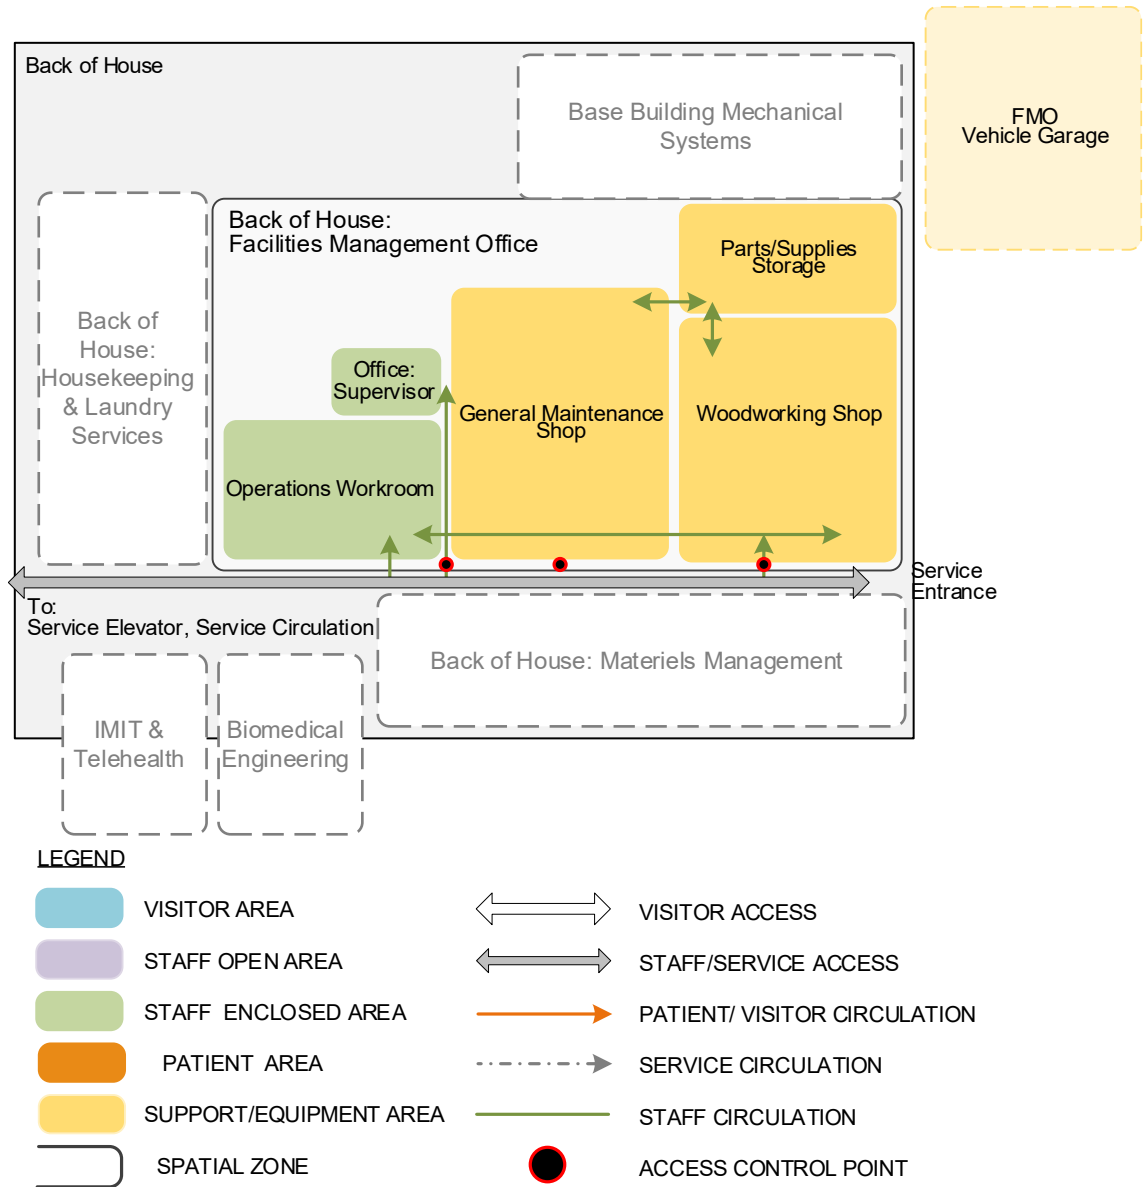 Back of House
Base Building Mechanical
Systems
FMO
Vehicle Garage
Back of House:
Facilities Management Office
Parts/Supplies
Storage
Back of
House:
Housekeeping
& Laundry
Services
Office:
Supervisor
General Maintenance
Shop
Woodworking Shop
Operations Workroom
Service
Entrance
To:
Service Elevator, Service Circulation
Back of House: Materiels Management
IMIT &
Telehealth
Biomedical
Engineering
LEGEND
VISITOR AREA
STAFF OPEN AREA
STAFF ENCLOSED AREA
PATIENT AREA
SUPPORT/EQUIPMENT AREA
SPATIAL ZONE
VISITOR ACCESS
STAFF/SERVICE ACCESS
PATIENT/ VISITOR CIRCULATION
SERVICE CIRCULATION
STAFF CIRCULATION
ACCESS CONTROL POINT